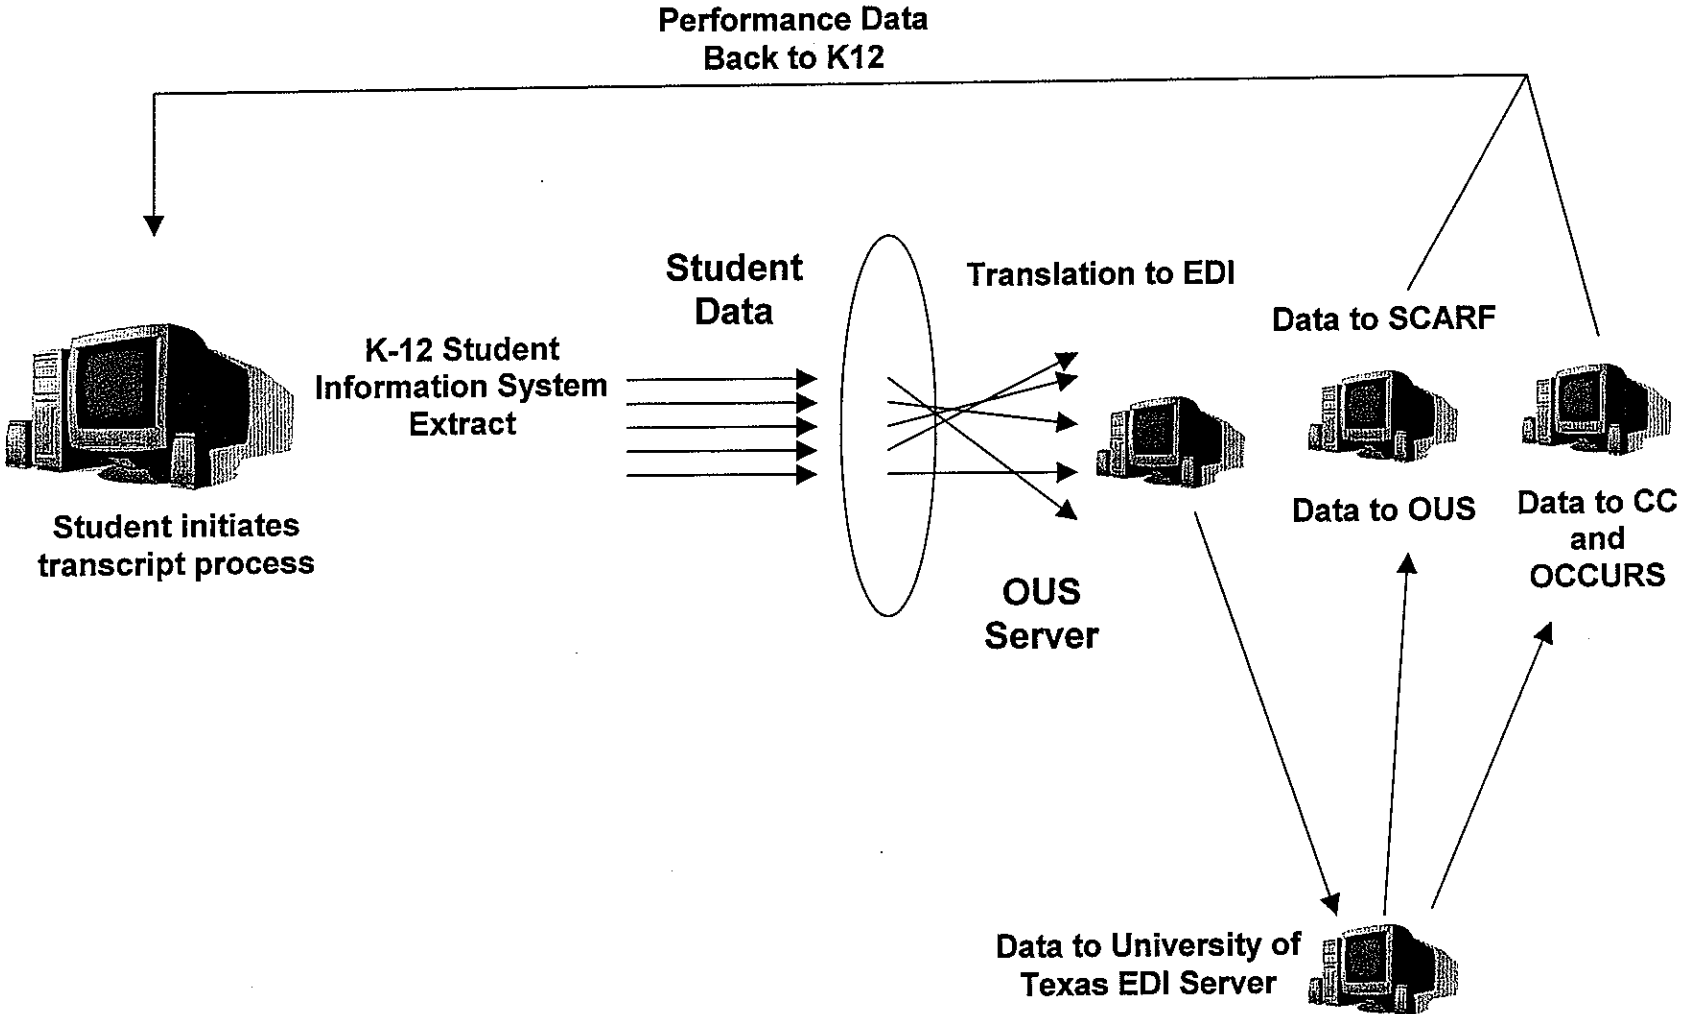 Performance Data
Back to K12
Student
Data
Translation to EDI
Data to SCARF
K-12 Student
Information System
Extract
Student initiates
transcript process
OUS
Server
Data to OUS
Data to CC
and
OCCURS
Data to University of
Texas EDI Server